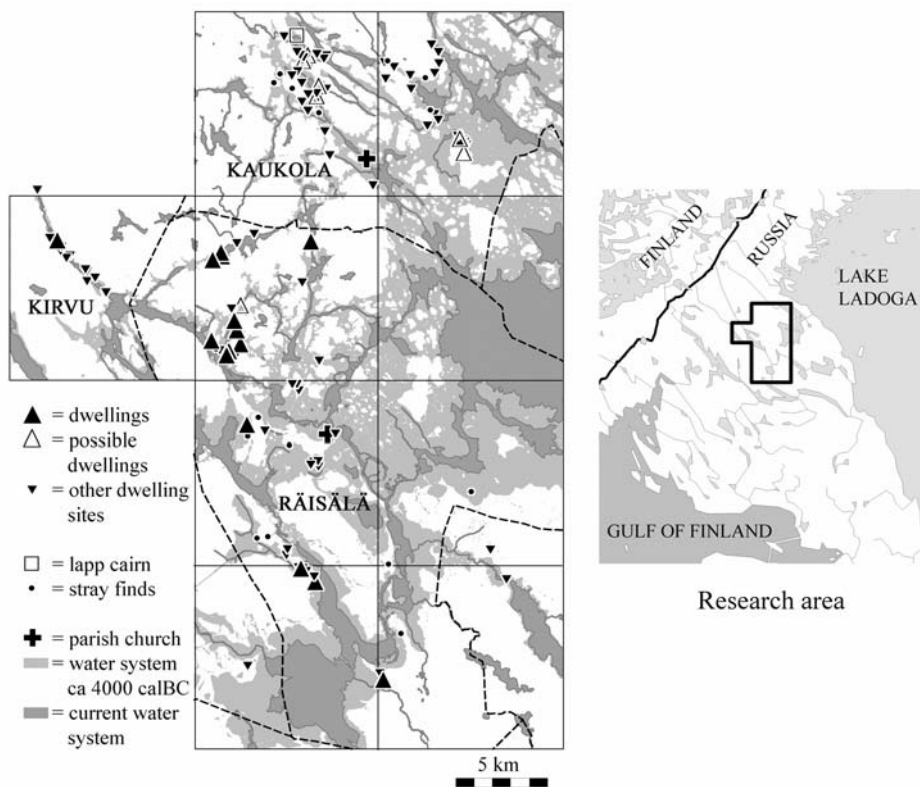 KAUKOLA
KIRVU
RÄISÄLÄ
= dwellings
= possible
dwellings
= other dwelling
sites
= lapp cairn
= stray finds
= parish church
= water system
ca 4000 calBC
= current water
system
5 km
FINLAND
RUSSIA
LAKE
LADOGA
GULF OF FINLAND
Research area